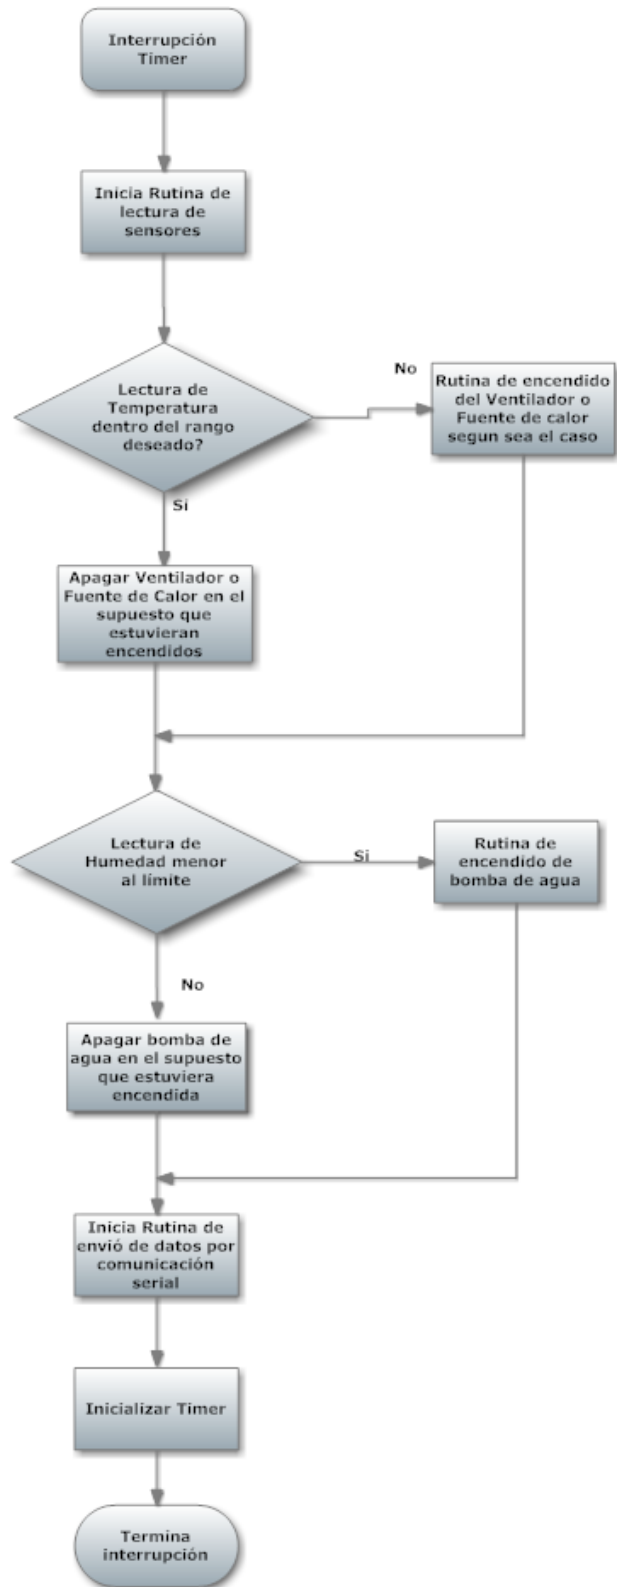 Interrupción
Timer
Inicia Rutina de
lectura de
sensores
Lectura de
Temperatura
dentro del rango
deseado?
No
Rutina de encendido
del Ventilador o
Fuente de calor
segun sea el caso
Si
Apagar Ventilador o
Fuente de Calor en el
supuesto que
estuvieran
encendidos
Lectura de
Humedad menor
al límite
Si
Rutina de
encendido de
bomba de agua
No
Apagar bomba de
agua en el supuesto
que estuviera
encendida
Inicia Rutina de
envió de datos por
comunicación
serial
Inicializar Timer
Termina
interrupción